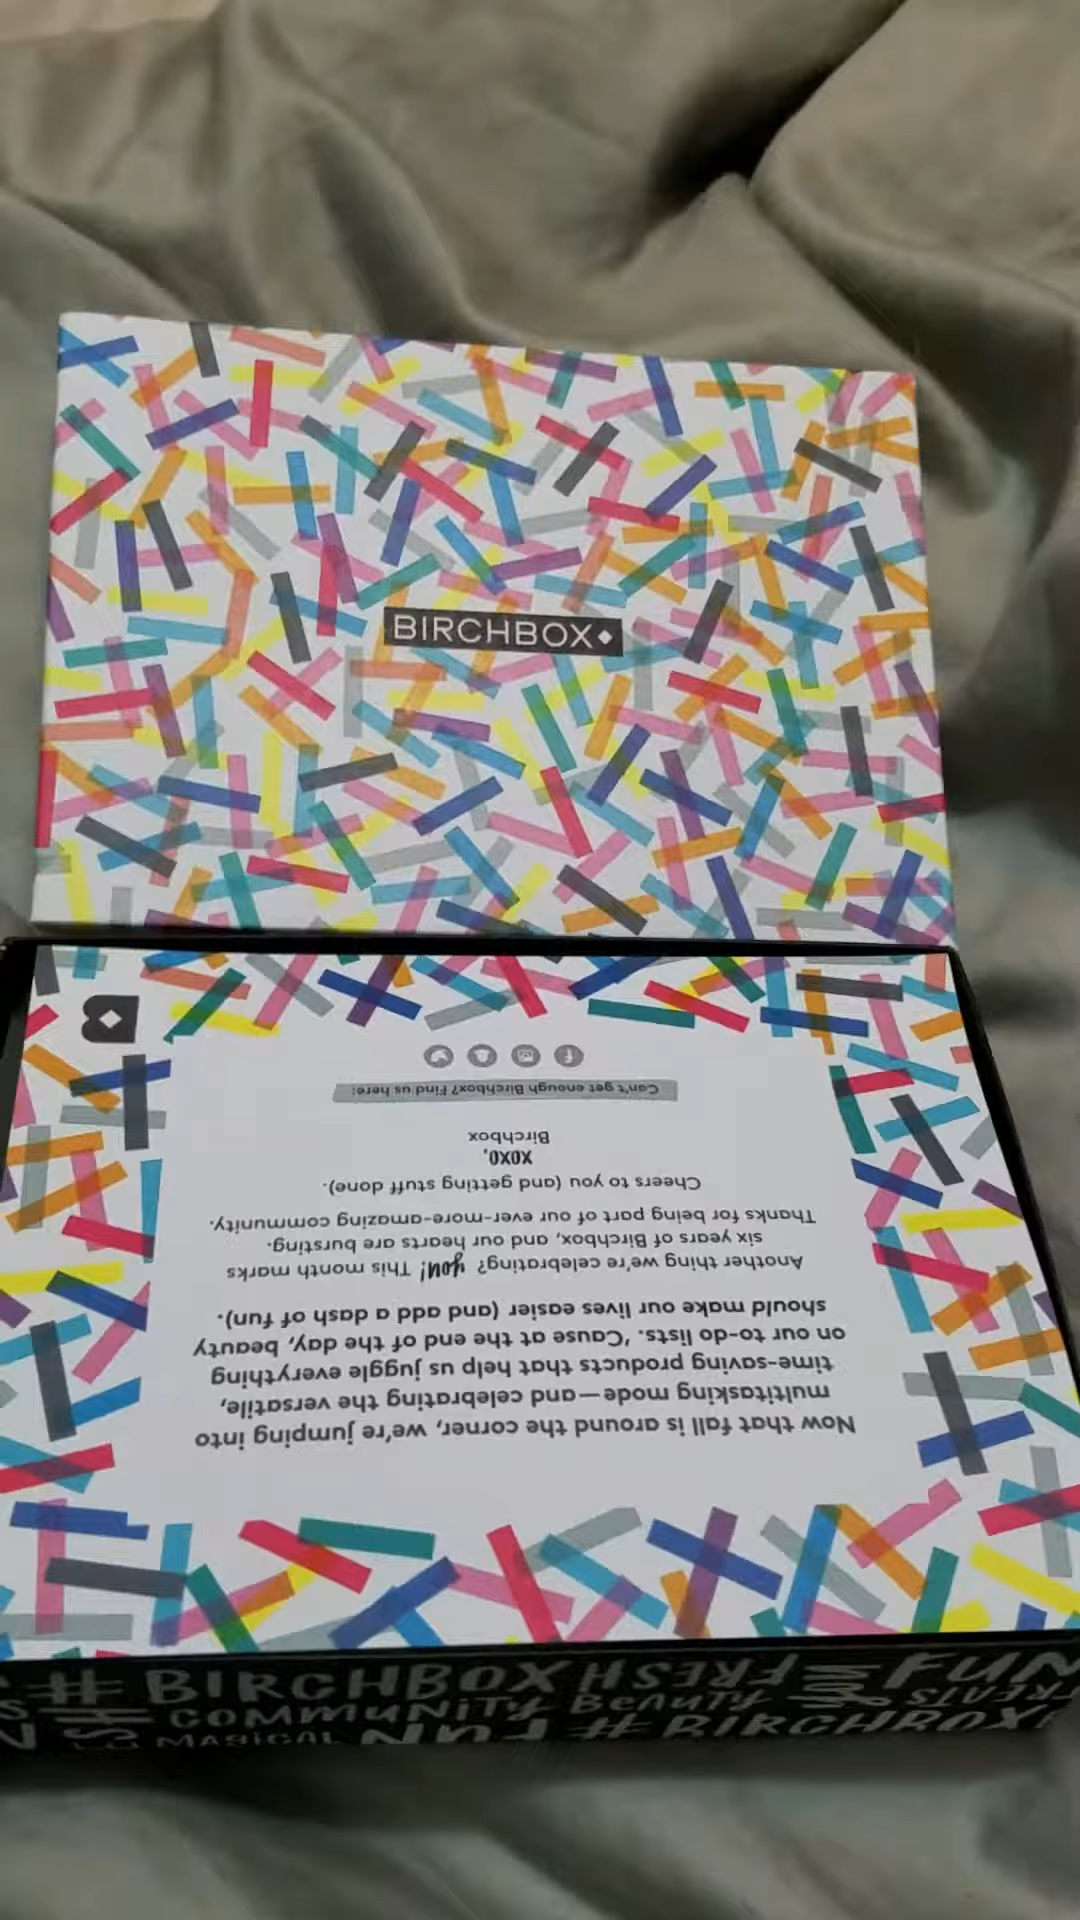 BIRCHBOX
Now that fall is around the corner, we're jumping into
multitasking mode—and celebrating the versatile,
time-saving products that help us juggle everything
on our to-do lists. 'Cause at the end of the day, beauty
should make our lives easier (and add a dash of fun).
Another thing we're celebrating? you! This month marks
six years of Birchbox, and our hearts are bursting.
Thanks for being part of our ever-more-amazing community.
Cheers to you (and getting stuff done).
XOXO,
Birchbox
Can't get enough Birchbox? Find us here:
B
# BIRCHBOX FRESH FUN
COMMUNITY BEAUTY TREATS
MAGICAL FUN # BIRCHBOX